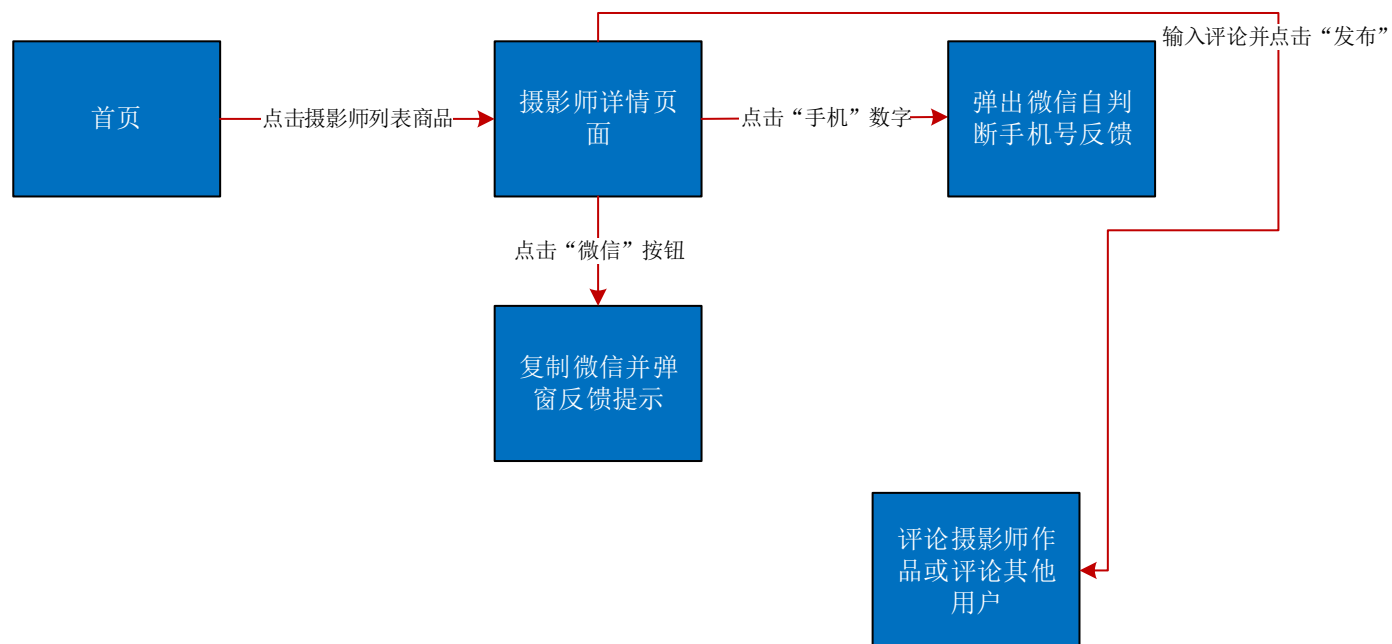 输入评论并点击“发布”
首页
点击摄影师列表商品
摄影师详情页
面
点击“手机”数字
弹出微信自判
断手机号反馈
点击“微信”按钮
复制微信并弹
窗反馈提示
评论摄影师作
品或评论其他
用户